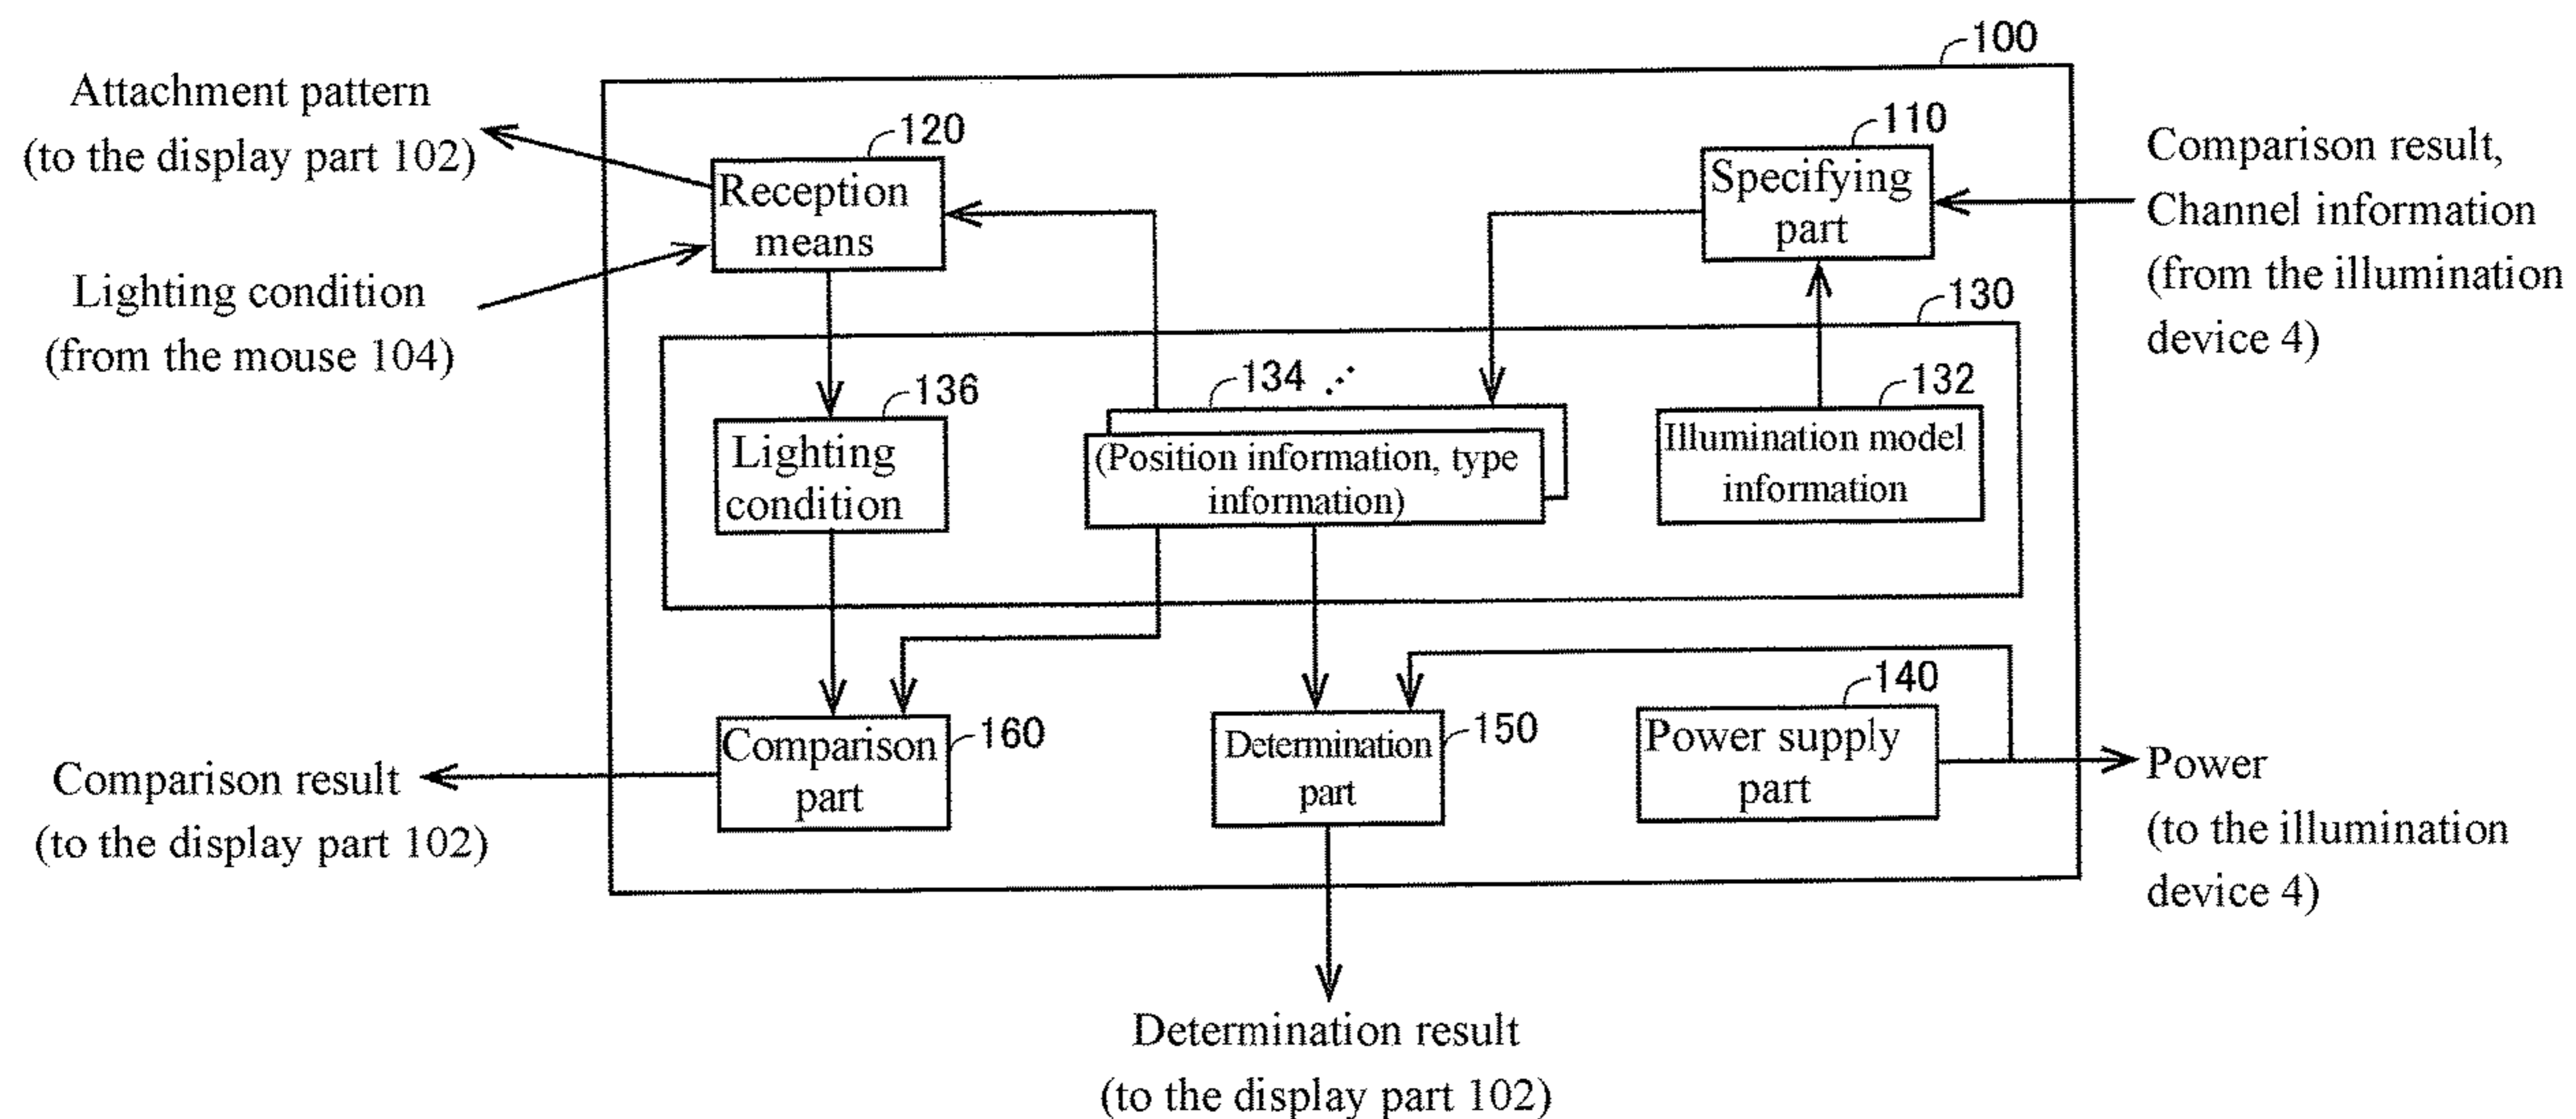 100
Attachment pattern
(to the display part 102)
120
Reception
means
110
Specifying
part
Comparison result,
Channel information
(from the illumination
device 4)
Lighting condition
(from the mouse 104)
130
136
Lighting
condition
134
(Position information, type
information)
132
Illumination model
information
Comparison
part
160
Determination
part
150
140
Power supply
part
Comparison result
(to the display part 102)
Power
(to the illumination
device 4)
Determination result
(to the display part 102)